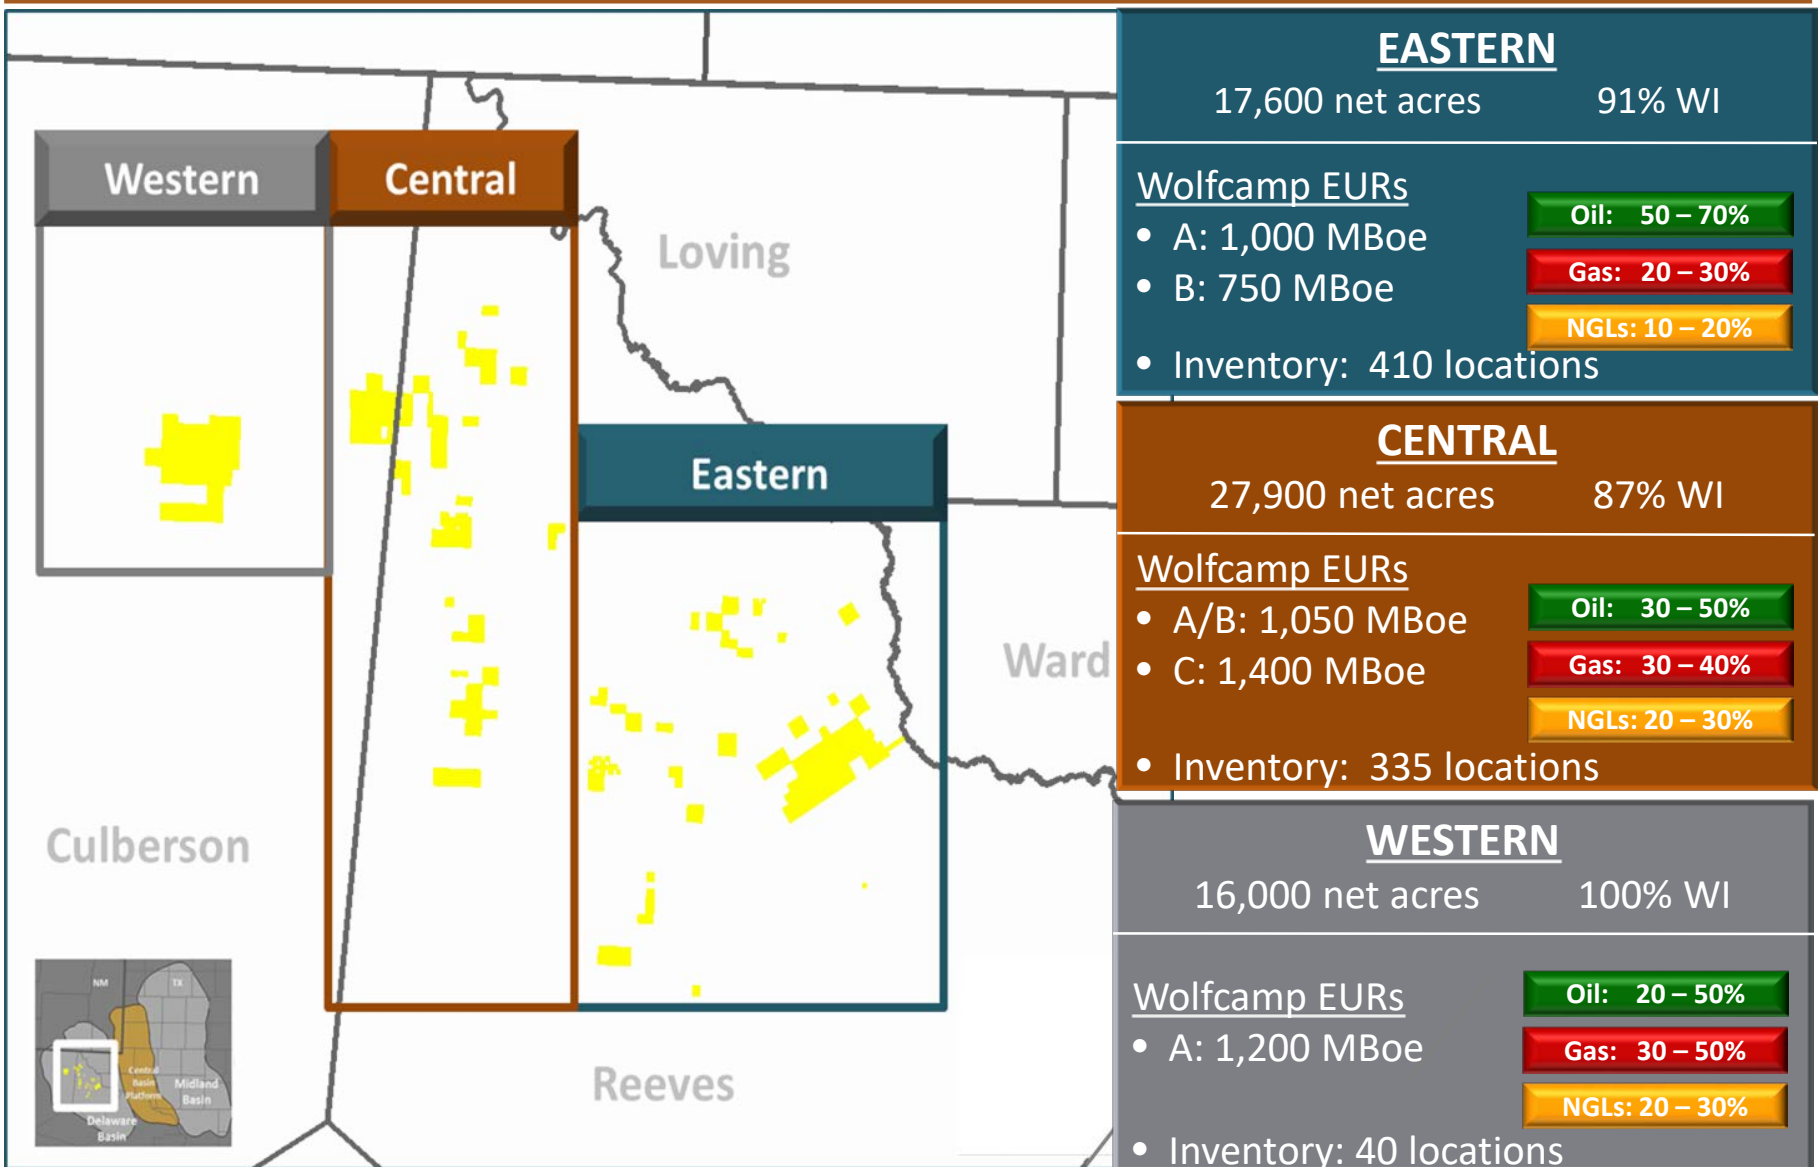 Western
Central
Loving
Eastern
Ward
Culberson
Reeves
NM
TX
Central
Basin
Platform
Midland
Basin
Delaware
Basin
EASTERN
17,600 net acres 91% WI
Wolfcamp EURs
• A: 1,000 MBoe
• B: 750 MBoe
Oil: 50 – 70%
Gas: 20 – 30%
NGLs: 10 – 20%
• Inventory: 410 locations
CENTRAL
27,900 net acres 87% WI
Wolfcamp EURs
• A/B: 1,050 MBoe
• C: 1,400 MBoe
Oil: 30 – 50%
Gas: 30 – 40%
NGLs: 20 – 30%
• Inventory: 335 locations
WESTERN
16,000 net acres 100% WI
Wolfcamp EURs
• A: 1,200 MBoe
Oil: 20 – 50%
Gas: 30 – 50%
NGLs: 20 – 30%
• Inventory: 40 locations